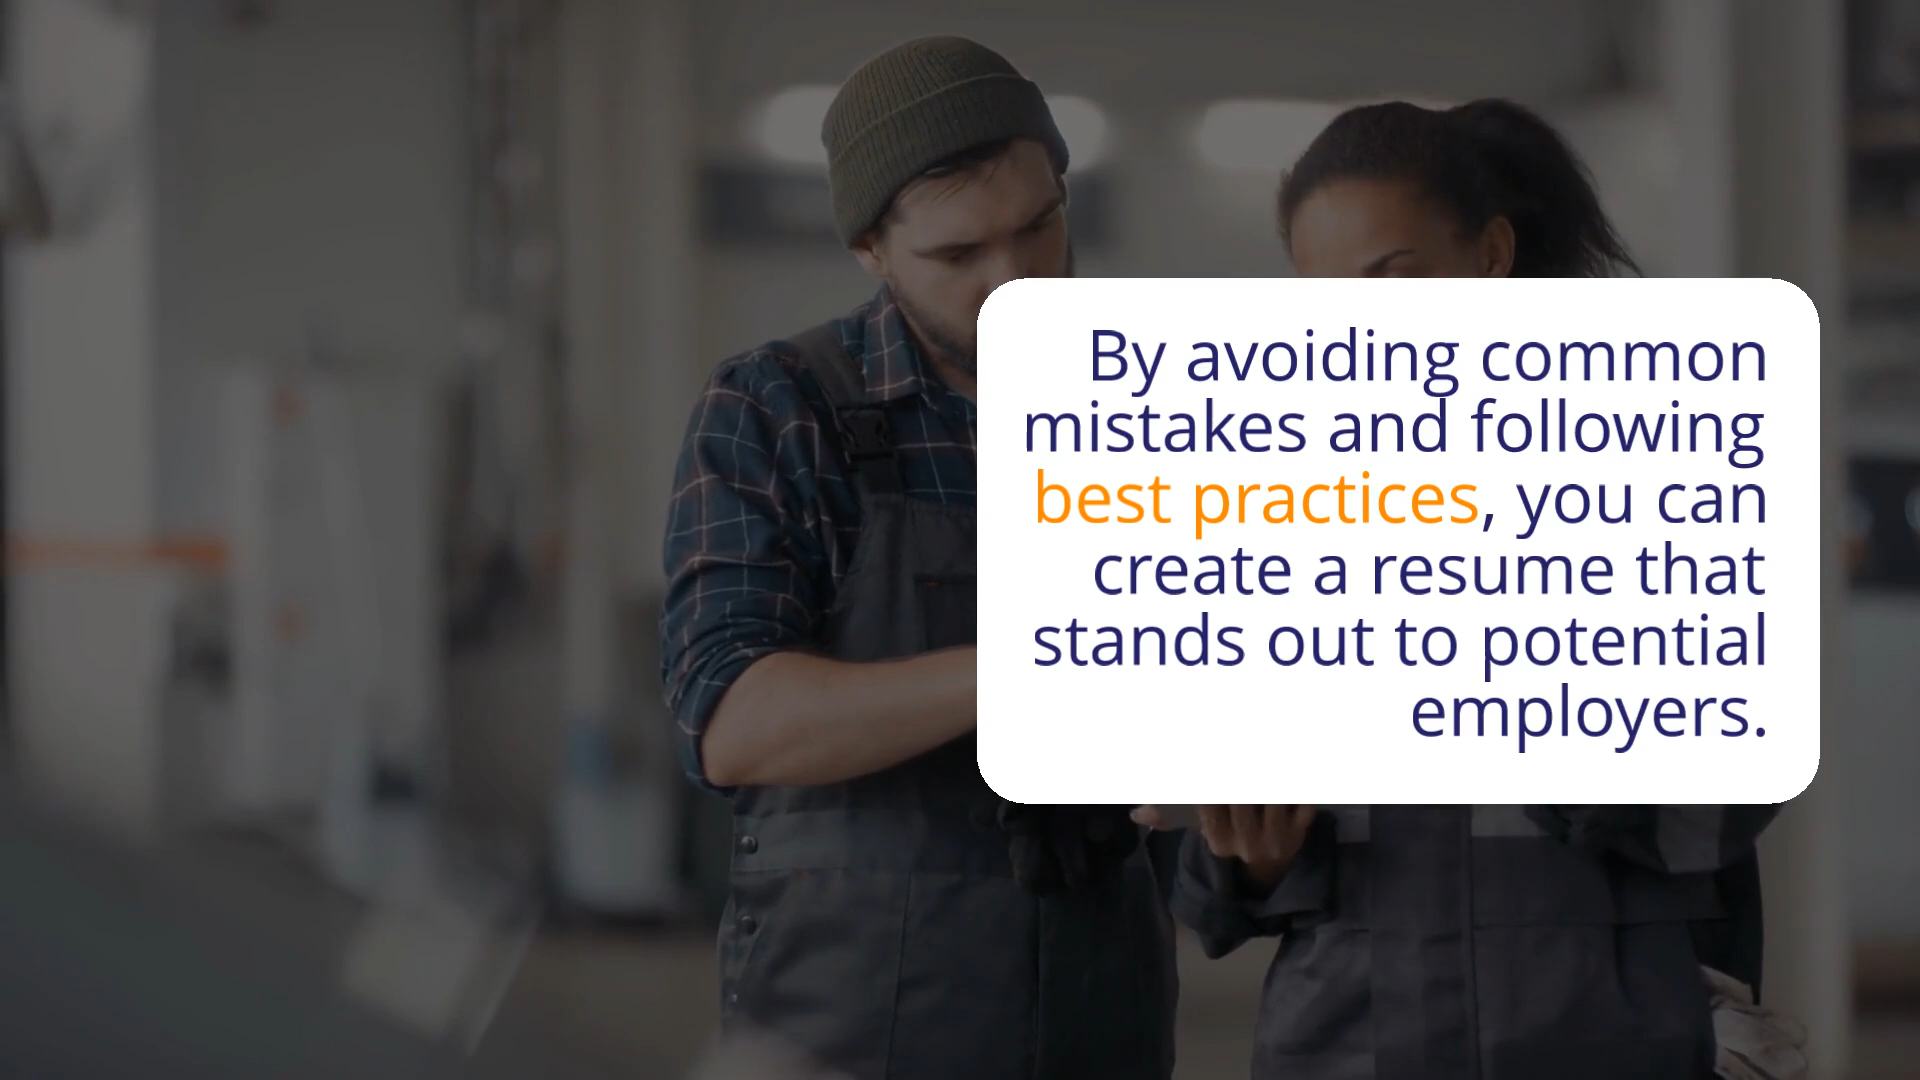 By avoiding common
mistakes and following
best practices, you can
create a resume that
stands out to potential
employers.